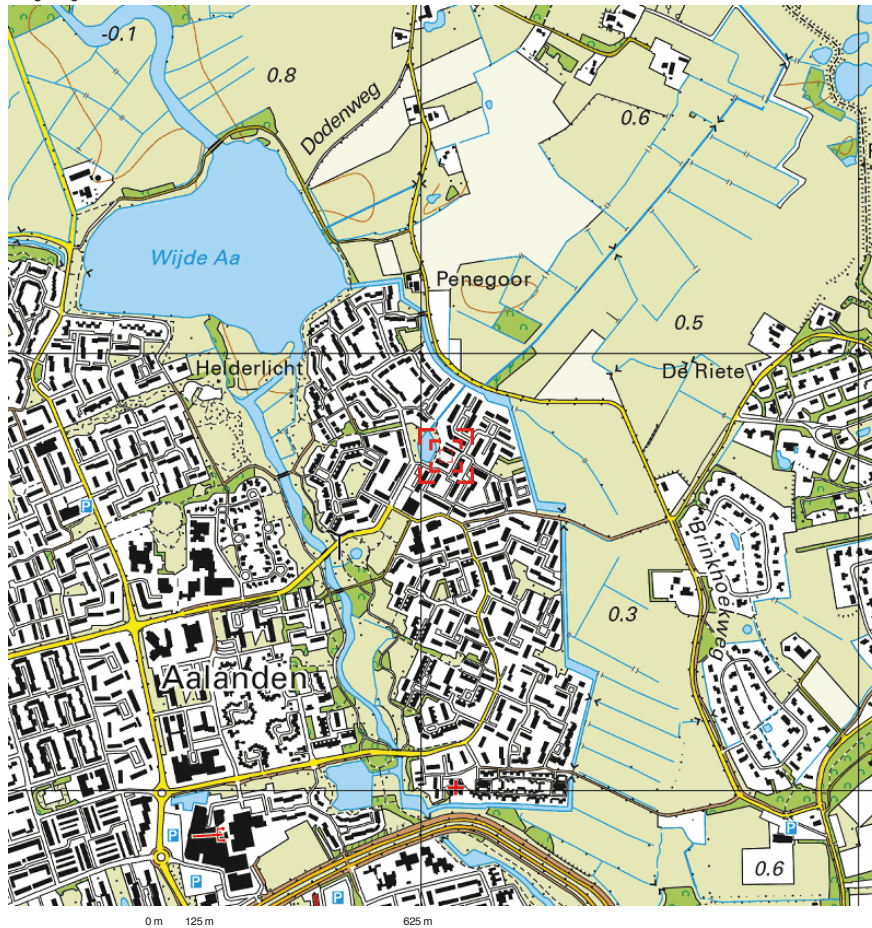 -0.1
0.8
Dodenweg
0.6
Wijde Aa
Penegoor
0.5
Helderlicht
De Riete
P
Brinkhoekweg
0.3
Aalanden
P
P
P
P
0.6
0 m 125 m 625 m